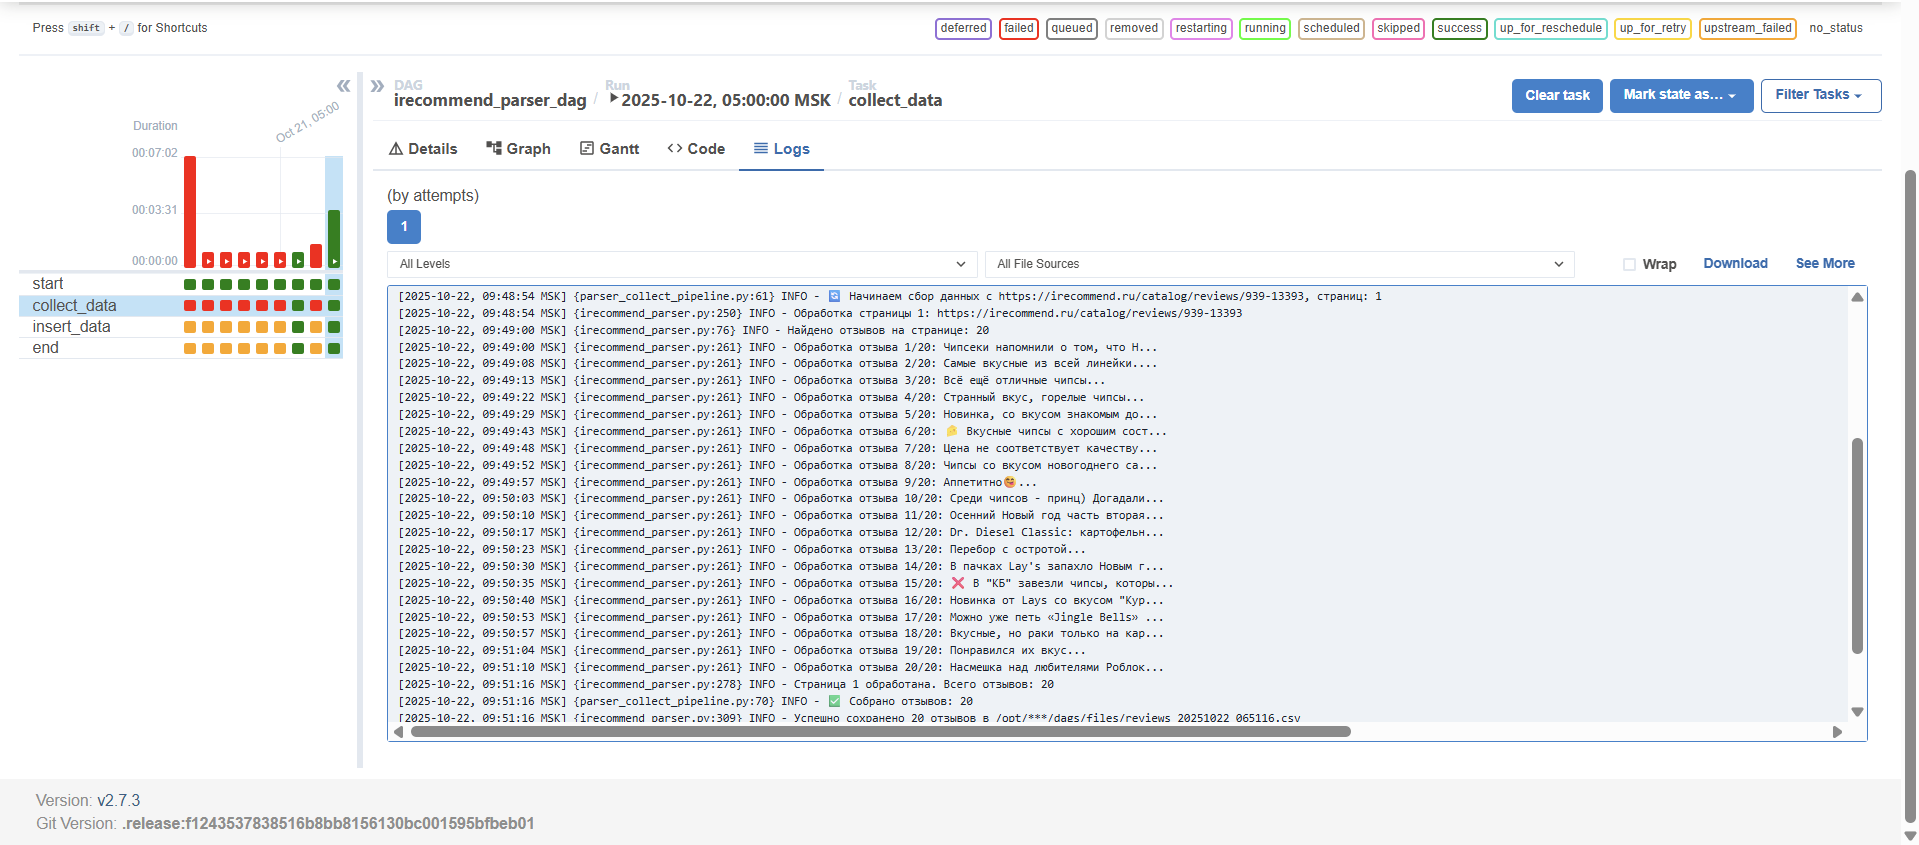 Press shift + / for Shortcuts
deferred failed queued removed restarting running scheduled skipped success up_for_reschedule up_for_retry upstream_failed no_status
DAG
irecommend_parser_dag
/
Run
2025-10-22, 05:00:00 MSK
/
Task
collect_data
Clear task
Mark state as...
Filter Tasks
Oct 21, 05:00
Duration
00:07:02
00:03:31
00:00:00
start
collect_data
insert_data
end
Details
Graph
Gantt
Code
Logs
(by attempts)
1
All Levels
All File Sources
Wrap
Download
See More
[2025-10-22, 09:48:54 MSK] {parser_collect_pipeline.py:61} INFO - 🔄 Начинаем сбор данных с https://irecommend.ru/catalog/reviews/939-13393, страниц: 1
[2025-10-22, 09:48:54 MSK] {irecommend_parser.py:250} INFO - Обработка страницы 1: https://irecommend.ru/catalog/reviews/939-13393
[2025-10-22, 09:49:00 MSK] {irecommend_parser.py:76} INFO - Найдено отзывов на странице: 20
[2025-10-22, 09:49:00 MSK] {irecommend_parser.py:261} INFO - Обработка отзыва 1/20: Чипсеки напомнили о том, что Н...
[2025-10-22, 09:49:08 MSK] {irecommend_parser.py:261} INFO - Обработка отзыва 2/20: Самые вкусные из всей линейки....
[2025-10-22, 09:49:13 MSK] {irecommend_parser.py:261} INFO - Обработка отзыва 3/20: Всё ещё отличные чипсы...
[2025-10-22, 09:49:22 MSK] {irecommend_parser.py:261} INFO - Обработка отзыва 4/20: Странный вкус, горелые чипсы...
[2025-10-22, 09:49:29 MSK] {irecommend_parser.py:261} INFO - Обработка отзыва 5/20: Новинка, со вкусом знакомым до...
[2025-10-22, 09:49:43 MSK] {irecommend_parser.py:261} INFO - Обработка отзыва 6/20: 🧀 Вкусные чипсы с хорошим сост...
[2025-10-22, 09:49:48 MSK] {irecommend_parser.py:261} INFO - Обработка отзыва 7/20: Цена не соответствует качеству...
[2025-10-22, 09:49:52 MSK] {irecommend_parser.py:261} INFO - Обработка отзыва 8/20: Чипсы со вкусом новогоднего са...
[2025-10-22, 09:49:57 MSK] {irecommend_parser.py:261} INFO - Обработка отзыва 9/20: Аппетитно😋...
[2025-10-22, 09:50:03 MSK] {irecommend_parser.py:261} INFO - Обработка отзыва 10/20: Среди чипсов - принц) Догадали...
[2025-10-22, 09:50:10 MSK] {irecommend_parser.py:261} INFO - Обработка отзыва 11/20: Осенний Новый год часть вторая...
[2025-10-22, 09:50:17 MSK] {irecommend_parser.py:261} INFO - Обработка отзыва 12/20: Dr. Diesel Classic: картофельн...
[2025-10-22, 09:50:23 MSK] {irecommend_parser.py:261} INFO - Обработка отзыва 13/20: Перебор с остротой...
[2025-10-22, 09:50:30 MSK] {irecommend_parser.py:261} INFO - Обработка отзыва 14/20: В пачках Lay's запахло Новым г...
[2025-10-22, 09:50:35 MSK] {irecommend_parser.py:261} INFO - Обработка отзыва 15/20: ❌ В "КБ" завезли чипсы, которы...
[2025-10-22, 09:50:40 MSK] {irecommend_parser.py:261} INFO - Обработка отзыва 16/20: Новинка от Lays со вкусом "Кур...
[2025-10-22, 09:50:53 MSK] {irecommend_parser.py:261} INFO - Обработка отзыва 17/20: Можно уже петь «Jingle Bells» ...
[2025-10-22, 09:50:57 MSK] {irecommend_parser.py:261} INFO - Обработка отзыва 18/20: Вкусные, но раки только на кар...
[2025-10-22, 09:51:04 MSK] {irecommend_parser.py:261} INFO - Обработка отзыва 19/20: Понравился их вкус...
[2025-10-22, 09:51:10 MSK] {irecommend_parser.py:261} INFO - Обработка отзыва 20/20: Насмешка над любителями Роблок...
[2025-10-22, 09:51:16 MSK] {irecommend_parser.py:278} INFO - Страница 1 обработана. Всего отзывов: 20
[2025-10-22, 09:51:16 MSK] {parser_collect_pipeline.py:70} INFO - ✅ Собрано отзывов: 20
[2025-10-22, 09:51:16 MSK] {irecommend_parser.py:309} INFO - Успешно сохранено 20 отзывов в /opt/***/dags/files/reviews_20251022_065116.csv
Version: v2.7.3
Git Version: .release:f1243537838516b8bb8156130bc001595bfbeb01